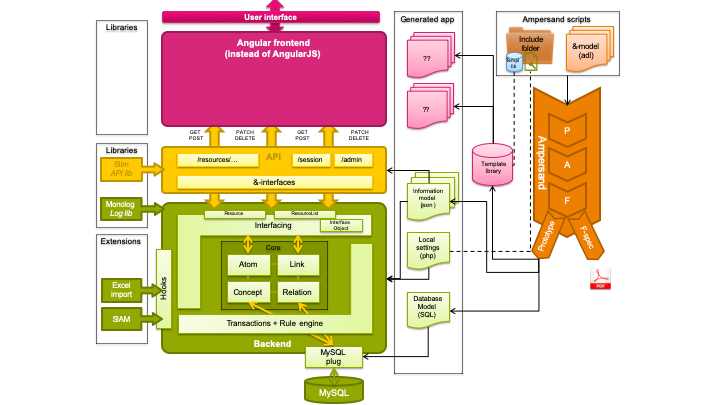 User interface
Generated app
Ampersand scripts
Libraries
Angular frontend
(instead of AngularJS)
??
??
Include
folder
&-model
(adl)
lib
GET
POST
PATCH
DELETE
GET
POST
PATCH
DELETE
Libraries
Slim
API lib
Monolog
Log lib
API
/resources/...
/session
/admin
&-interfaces
Template
library
Ampersand
P
A
F
Prototype
F-spec
PDF
Information
model
(json)
Local
settings
(php)
Database
Model
(SQL)
Extensions
Excel
import
SIAM
Hooks
Resource
ResourceList
Interfacing
Interface
Object
Core
Atom
Link
Concept
Relation
Transactions + Rule engine
Backend
MySQL
plug
MySQL